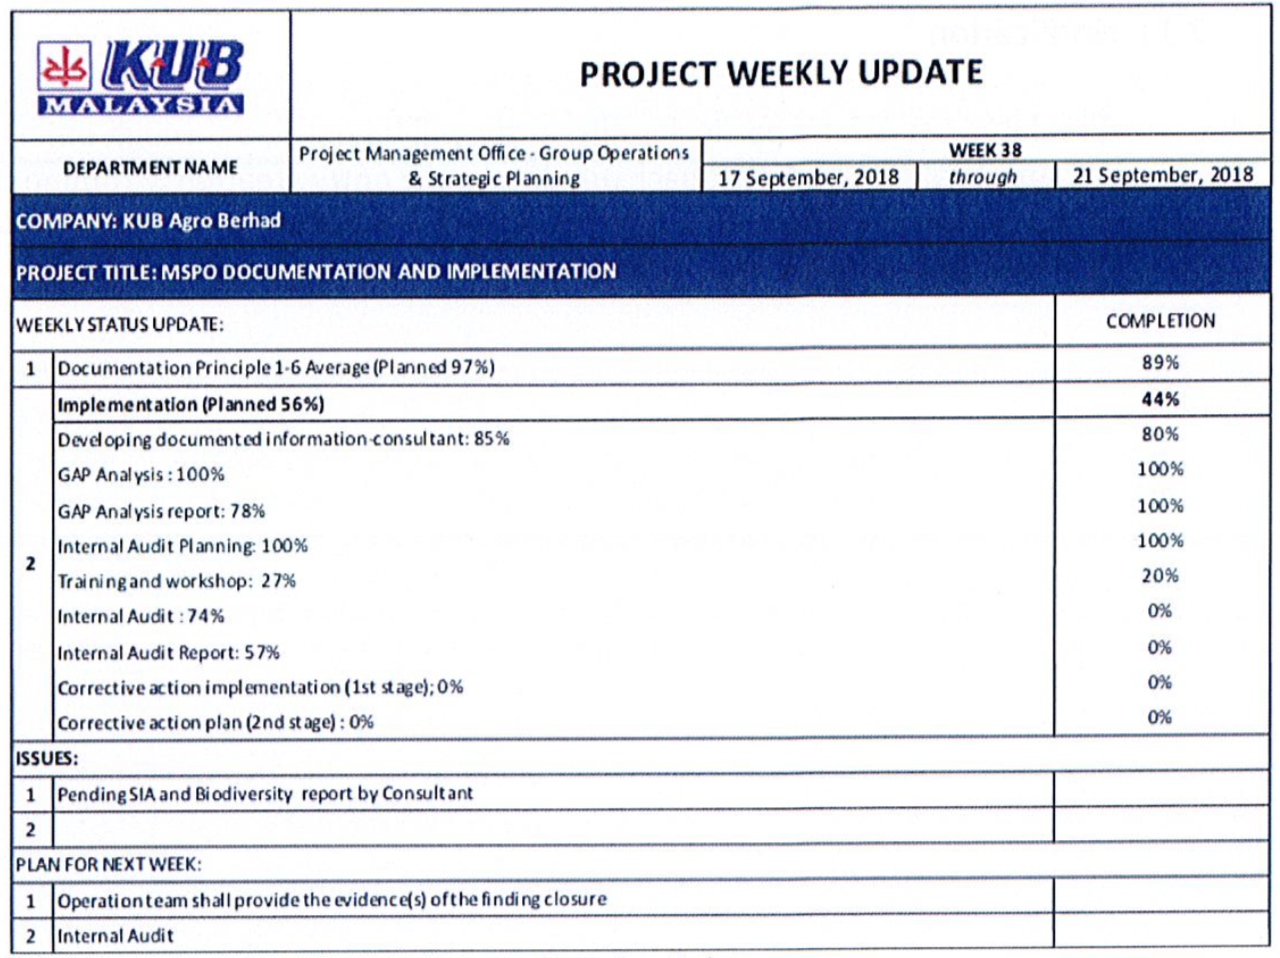 KUB
MALAYSIA
PROJECT WEEKLY UPDATE
DEPARTMENT NAME
Project Management Office - Group Operations
& Strategic Planning
WEEK 38
17 September, 2018 through 21 September, 2018
COMPANY: KUB Agro Berhad
PROJECT TITLE: MSPO DOCUMENTATION AND IMPLEMENTATION
WEEKLY STATUS UPDATE: COMPLETION
1 Documentation Principle 1-6 Average (Planned 97%) 89%
2
Implementation (Planned 56%) 44%
Developing documented information-consultant: 85% 80%
GAP Analysis : 100% 100%
GAP Analysis report: 78% 100%
Internal Audit Planning: 100% 100%
Training and workshop: 27% 20%
Internal Audit : 74% 0%
Internal Audit Report: 57% 0%
Corrective action implementation (1st stage); 0% 0%
Corrective action plan (2nd stage) : 0% 0%
ISSUES:
1 Pending SIA and Biodiversity report by Consultant
2
PLAN FOR NEXT WEEK:
1 Operation team shall provide the evidence(s) of the finding closure
2 Internal Audit